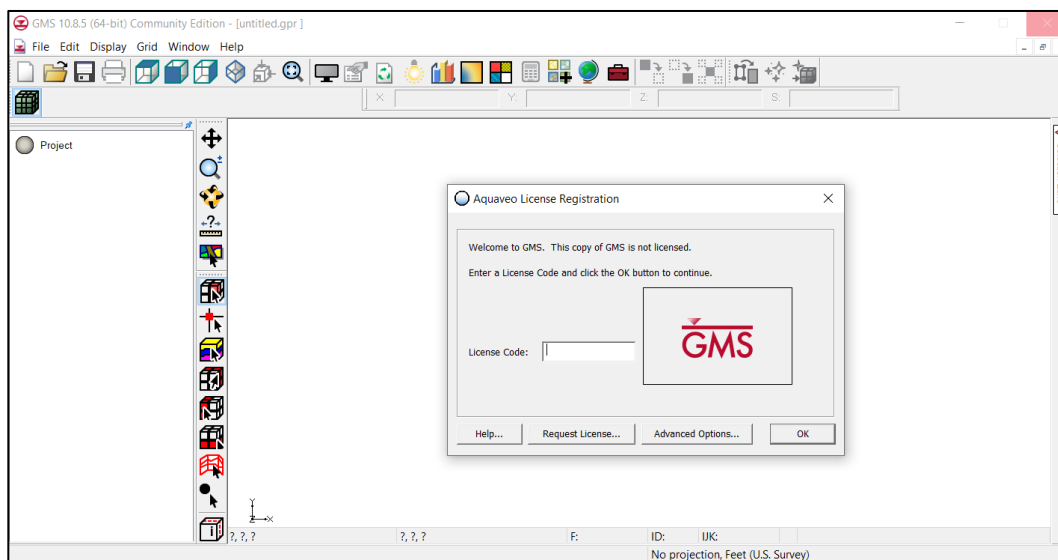 GMS 10.8.5 (64-bit) Community Edition - [untitled.gpr ]
File Edit Display Grid Window Help
X Y: Z: S:
Project
Aquaveo License Registration
Welcome to GMS. This copy of GMS is not licensed.
Enter a License Code and click the OK button to continue.
License Code:
GMS
Help... Request License... Advanced Options... OK
Y
Z X
?, ?, ? ?, ?, ? F: ID: IJK:
No projection, Feet (U.S. Survey)